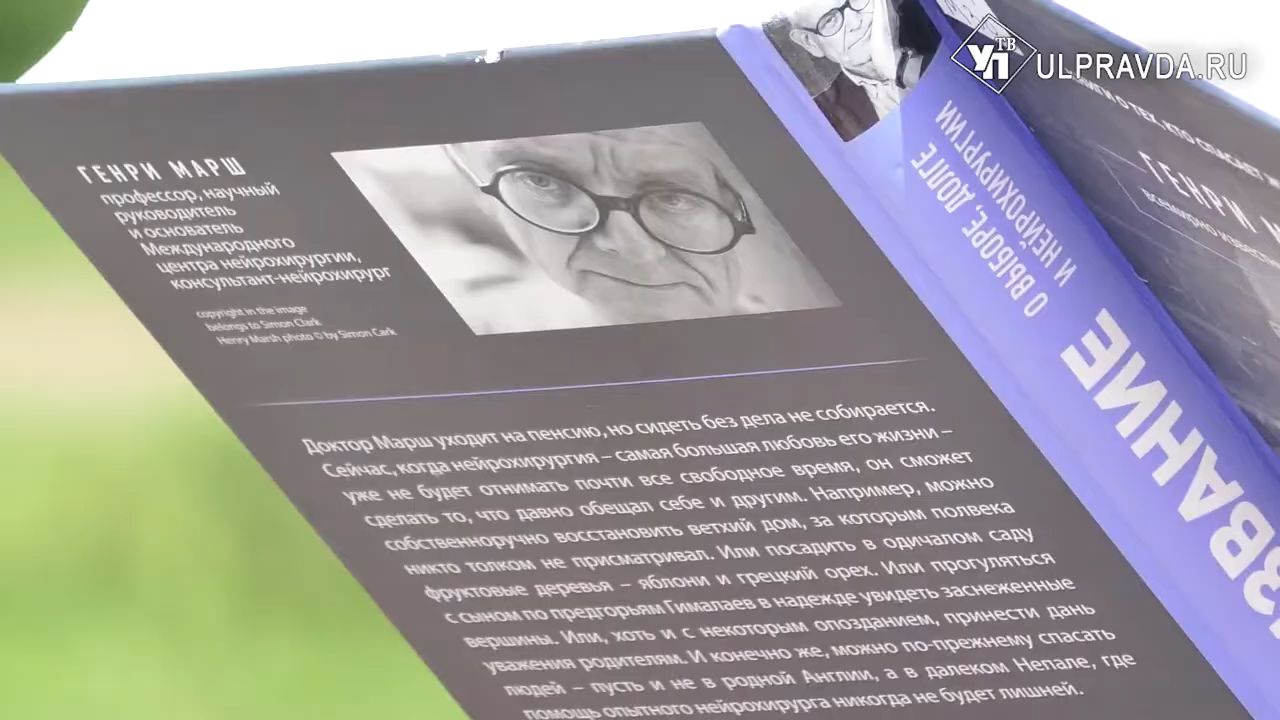 УП ТВ
ULPRAVDA.RU
ГЕНРИ МАРШ
профессор, научный
руководитель
и основатель
Международного
центра нейрохирургии,
консультант-нейрохирург
copyright in the image
belongs to Simon Clark
Henry Marsh photo © by Simon Cark
Доктор Марш уходит на пенсию, но сидеть без дела не собирается.
Сейчас, когда нейрохирургия – самая большая любовь его жизни –
уже не будет отнимать почти все свободное время, он сможет
сделать то, что давно обещал себе и другим. Например, можно
собственноручно восстановить ветхий дом, за которым полвека
никто толком не присматривал. Или посадить в одичалом саду
фруктовые деревья – яблони и грецкий орех. Или прогуляться
с сыном по предгорьям Гималаев в надежде увидеть заснеженные
вершины. Или, хоть и с некоторым опозданием, принести дань
уважения родителям. И конечно же, можно по-прежнему спасать
людей – пусть и не в родной Англии, а в далеком Непале, где
помощь опытного нейрохирурга никогда не будет лишней.
О ВЫБОРЕ, ДОЛГЕ
И НЕЙРОХИРУРГИИ
ЗВАНИЕ
О ТЕХ, КТО СПАСАЕТ
ГЕНРИ М
всемирно известн